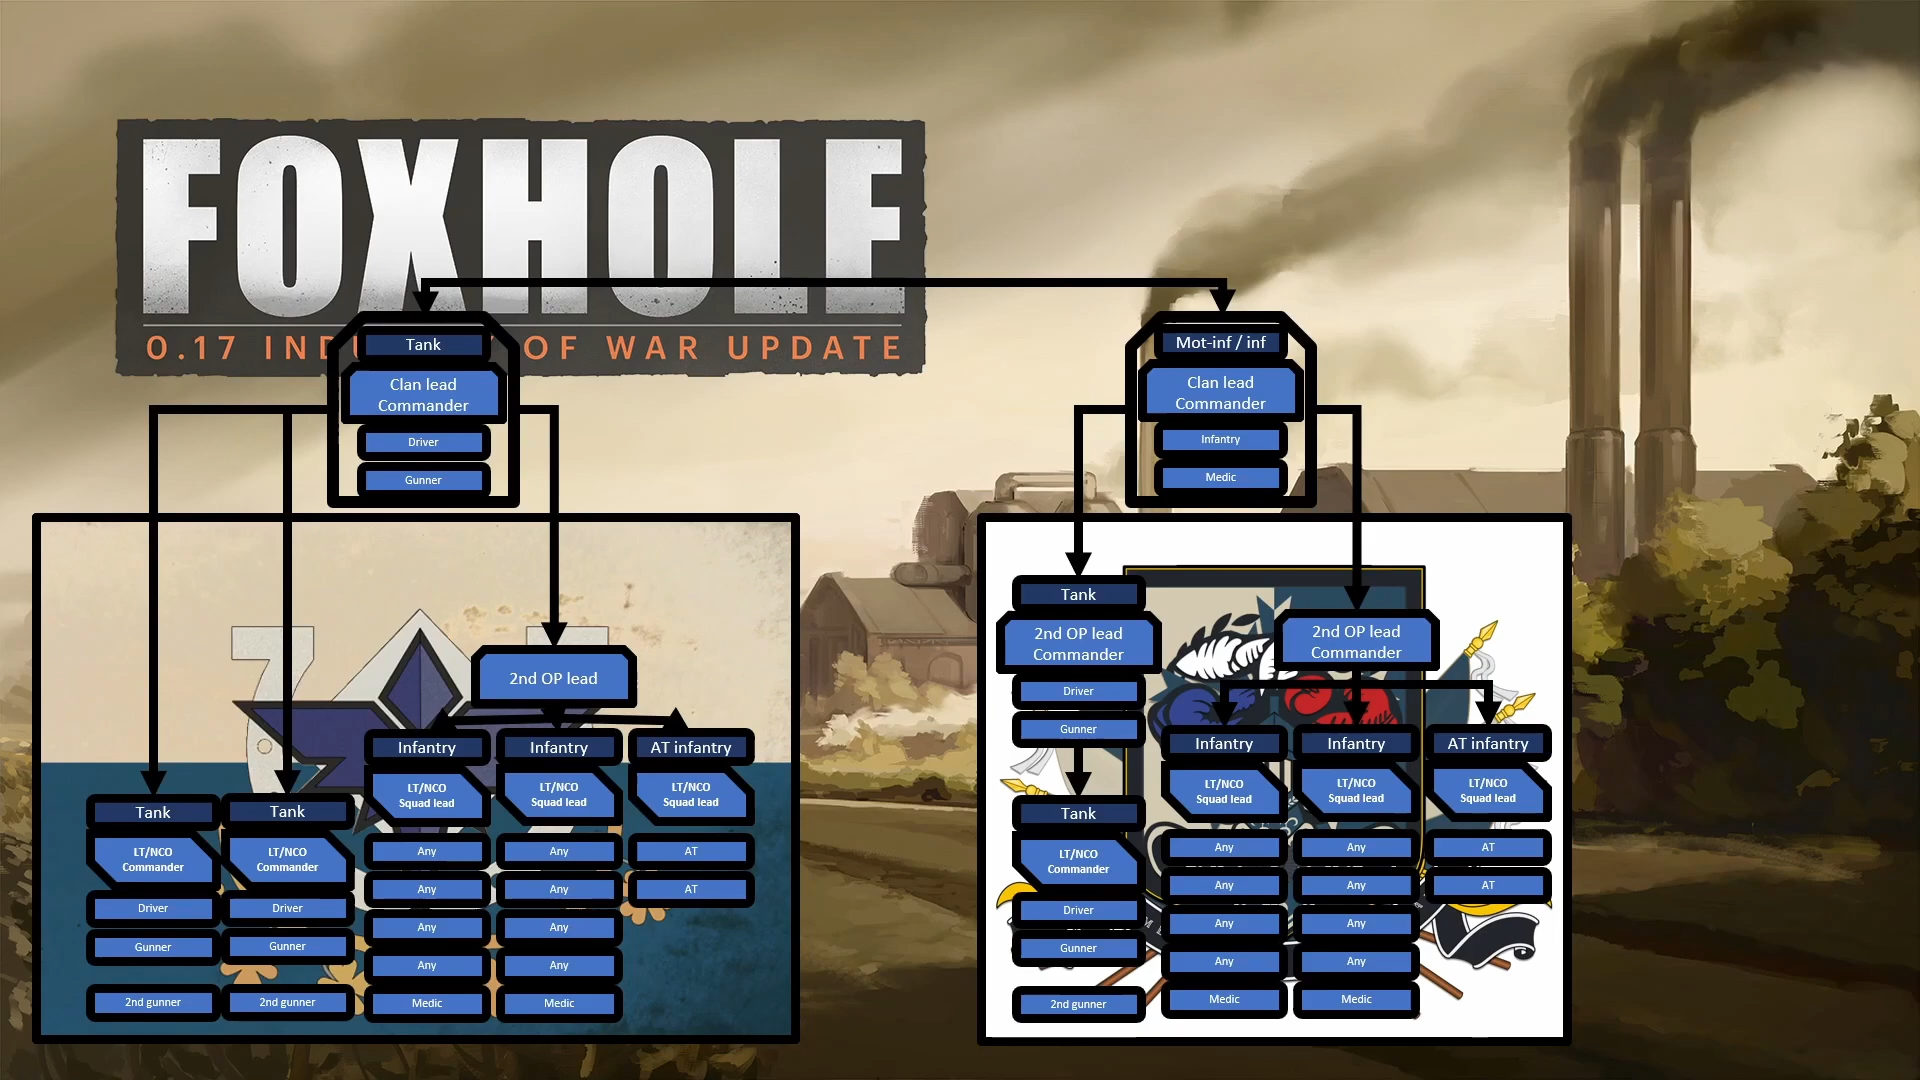 FOXHOLE
0.17 IND OF WAR UPDATE
Tank
Clan lead
Commander
Driver
Gunner
Mot-inf / inf
Clan lead
Commander
Infantry
Medic
2nd OP lead
Tank
LT/NCO
Commander
Driver
Gunner
2nd gunner
Tank
LT/NCO
Commander
Driver
Gunner
2nd gunner
Infantry
LT/NCO
Squad lead
Any
Any
Any
Any
Medic
Infantry
LT/NCO
Squad lead
Any
Any
Any
Any
Medic
AT infantry
LT/NCO
Squad lead
AT
AT
7
Tank
2nd OP lead
Commander
Driver
Gunner
Tank
LT/NCO
Commander
Driver
Gunner
2nd gunner
2nd OP lead
Commander
Infantry
LT/NCO
Squad lead
Any
Any
Any
Any
Medic
Infantry
LT/NCO
Squad lead
Any
Any
Any
Any
Medic
AT infantry
LT/NCO
Squad lead
AT
AT